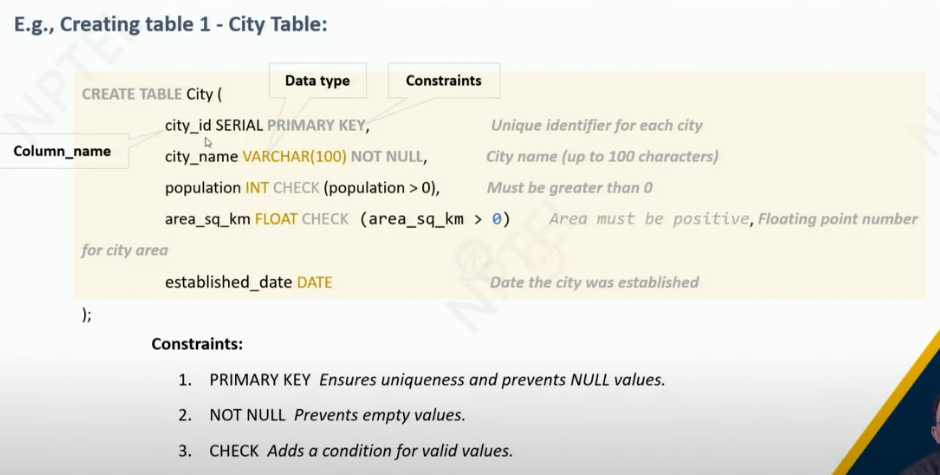 E.g., Creating table 1 - City Table:
Data type
Constraints
CREATE TABLE City (
city_id SERIAL PRIMARY KEY, Unique identifier for each city
Column_name
city_name VARCHAR(100) NOT NULL, City name (up to 100 characters)
population INT CHECK (population > 0), Must be greater than 0
area_sq_km FLOAT CHECK (area_sq_km > 0) Area must be positive, Floating point number
for city area
established_date DATE Date the city was established
);
Constraints:
1. PRIMARY KEY Ensures uniqueness and prevents NULL values.
2. NOT NULL Prevents empty values.
3. CHECK Adds a condition for valid values.
NPTEL
NPTEL